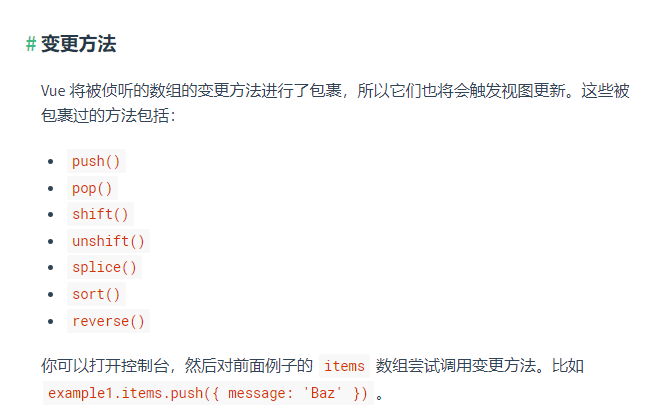 # 变更方法
Vue 将被侦听的数组的变更方法进行了包裹，所以它们也将会触发视图更新。这些被
包裹过的方法包括：
push()
pop()
shift()
unshift()
splice()
sort()
reverse()
你可以打开控制台，然后对前面例子的 items 数组尝试调用变更方法。比如
example1.items.push({ message: 'Baz' }) 。